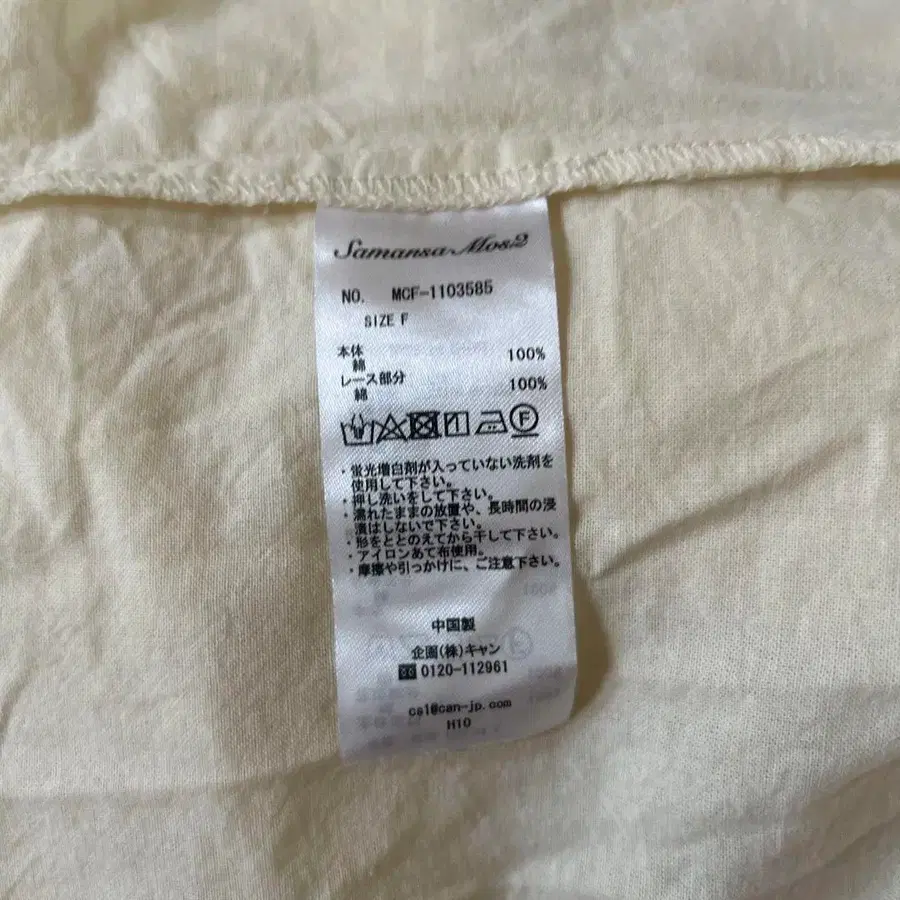 Samansa Mos2
NO. MCF-1103585
SIZE F
本体
綿 100%
レース部分
綿 100%
F
・蛍光増白剤が入っていない洗剤を
使用して下さい。
・押し洗いをして下さい。
・濡れたままの放置や、長時間の浸
漬はしないで下さい。
・形をととのえてから干して下さい。
・アイロンあて布使用。
・摩擦や引っかけに、ご注意下さい。
中国製
企画(株)キャン
0120-112961
cs1@can-jp.com
H10